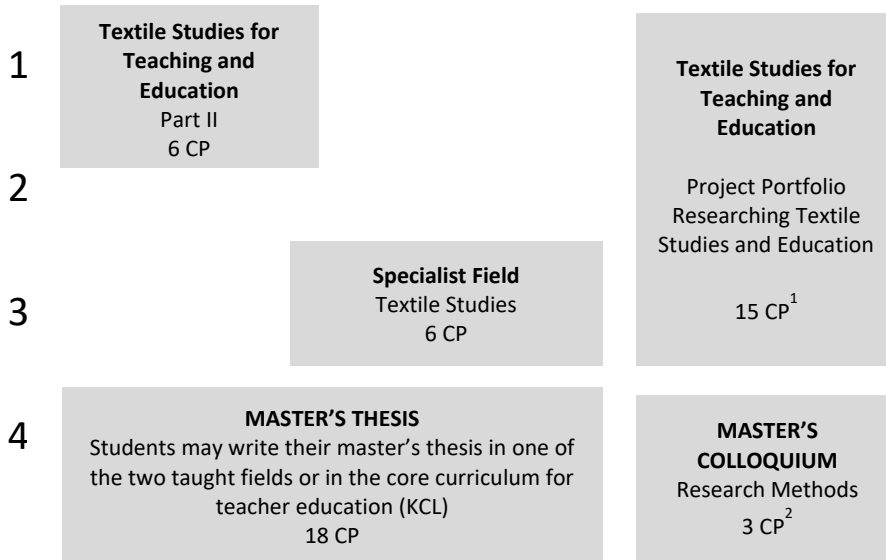 1
Textile Studies for
Teaching and
Education
Part II
6 CP
Textile Studies for
Teaching and
Education
Project Portfolio
Researching Textile
Studies and Education
15 CP¹
2
3
Specialist Field
Textile Studies
6 CP
4
MASTER’S THESIS
Students may write their master’s thesis in one of
the two taught fields or in the core curriculum for
teacher education (KCL)
18 CP
MASTER’S
COLLOQUIUM
Research Methods
3 CP²